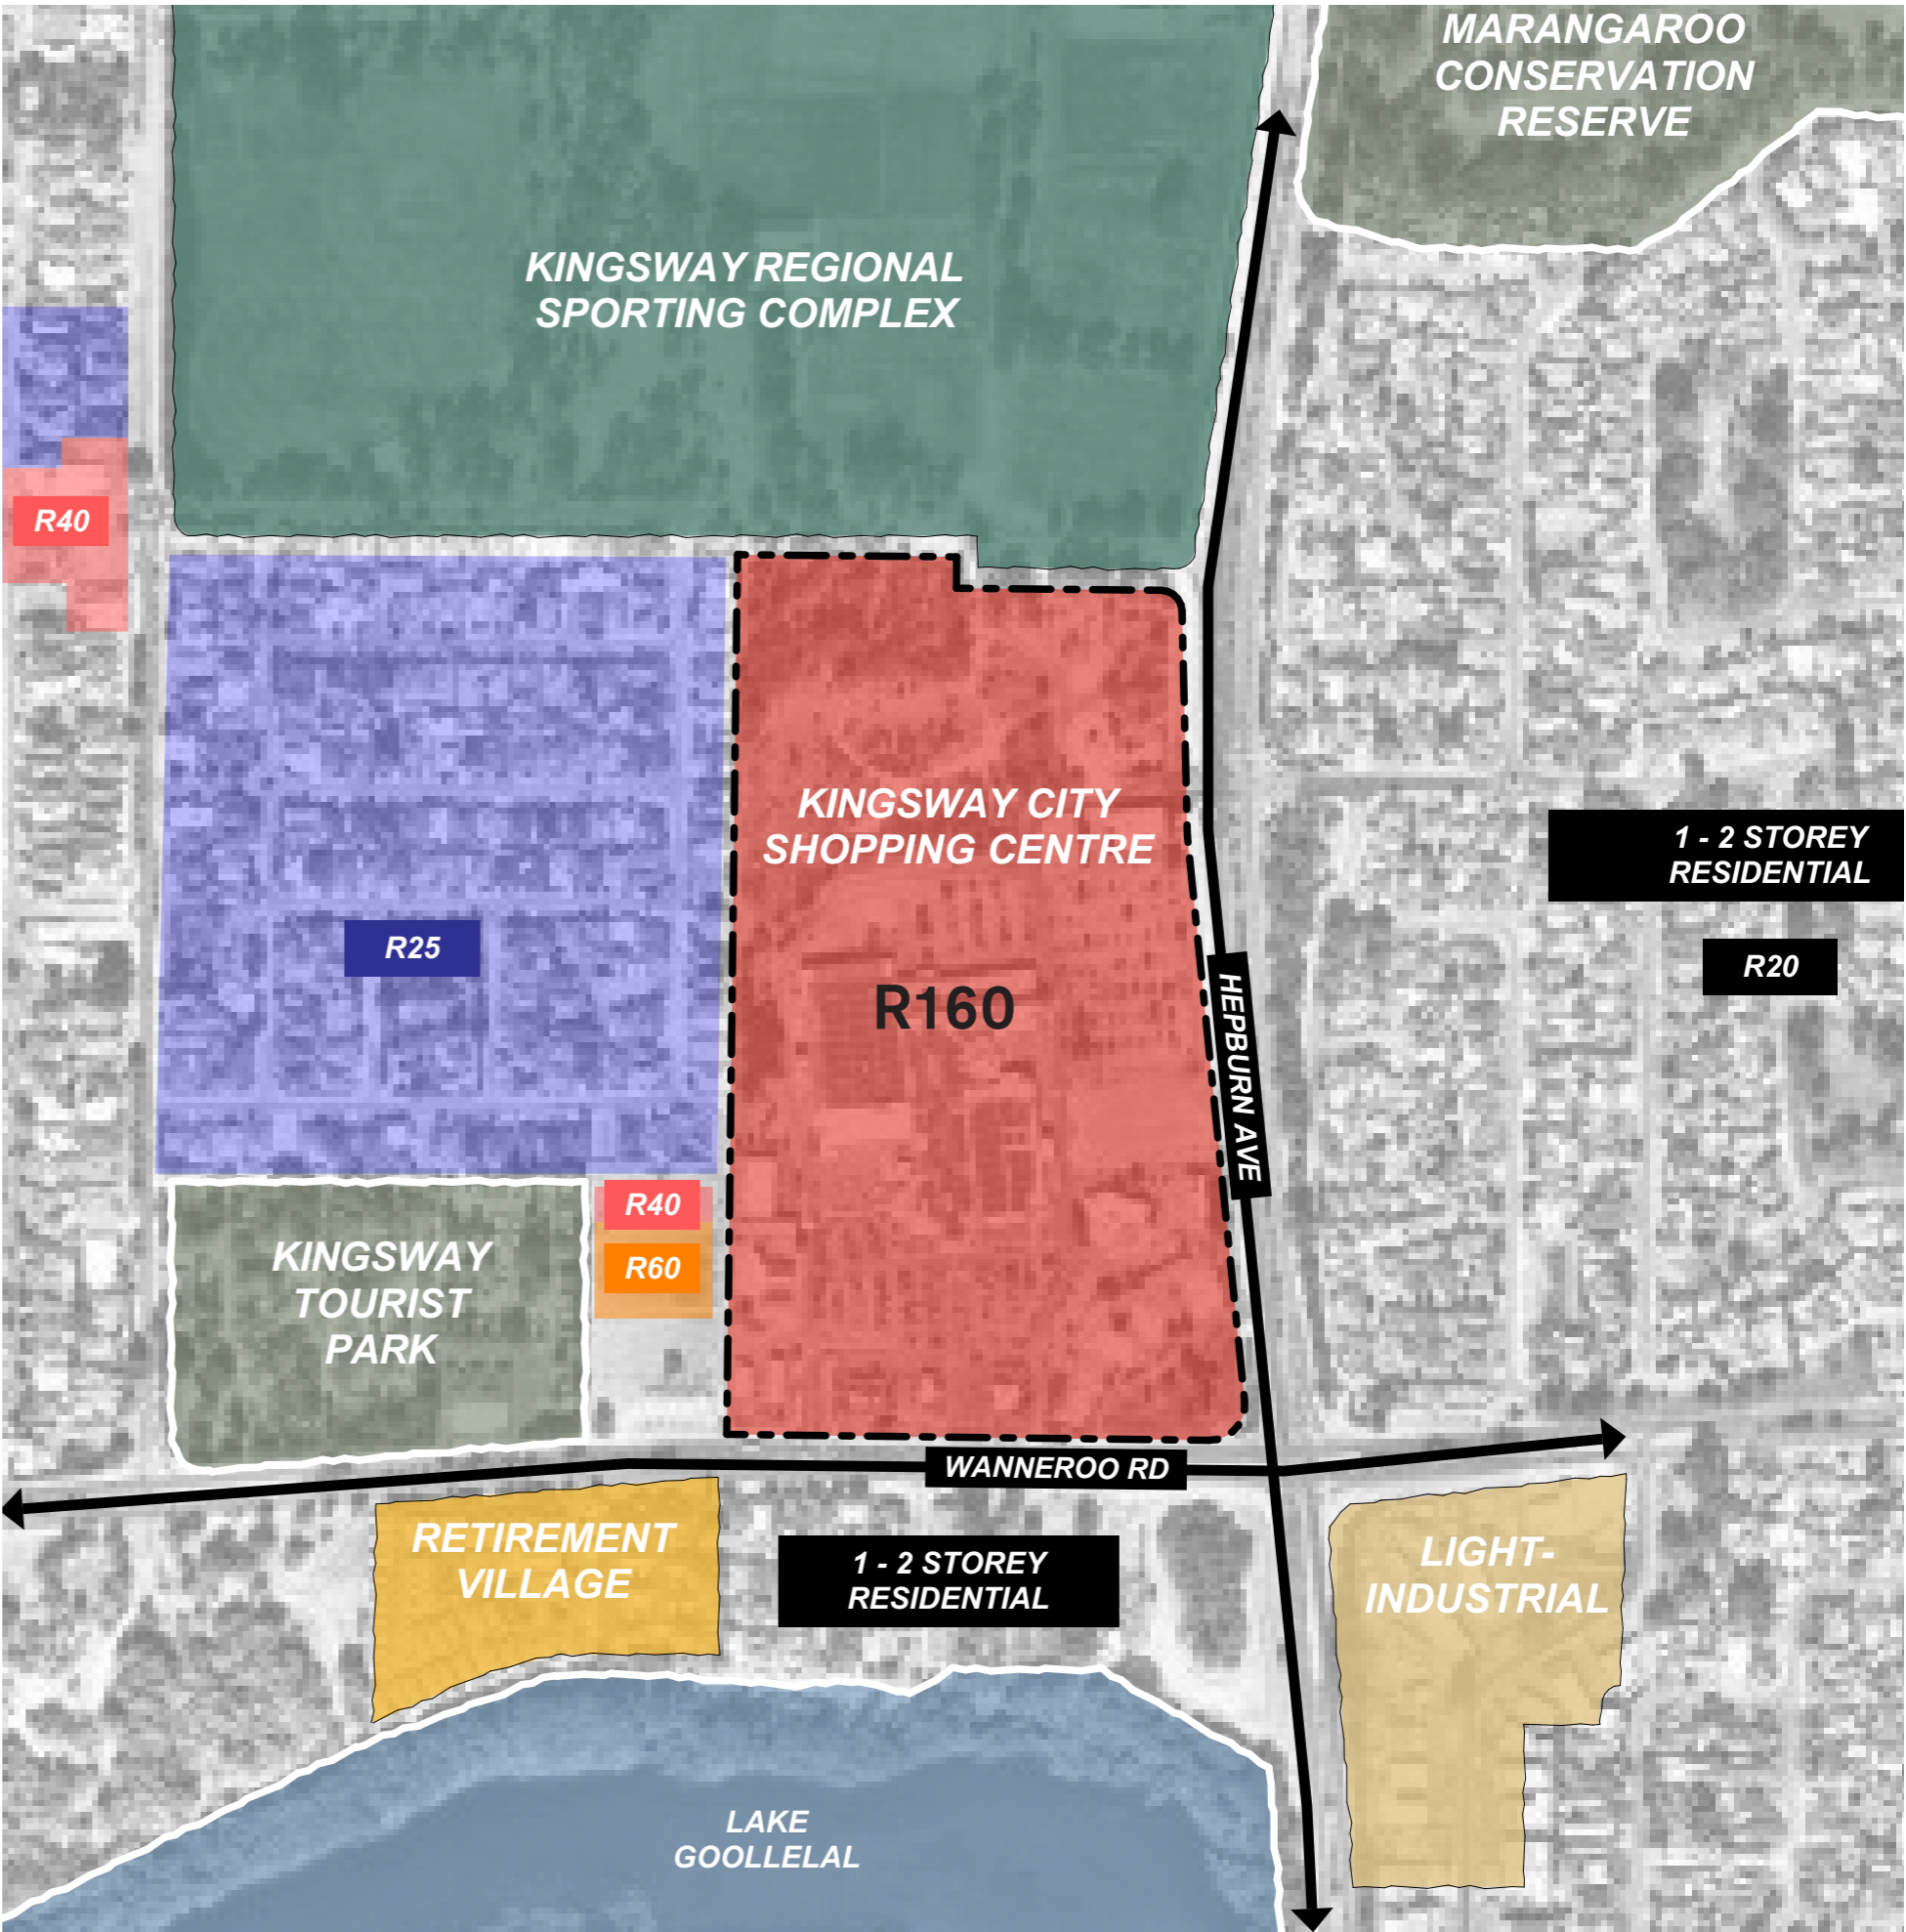 MARANGAROO
CONSERVATION
RESERVE
KINGSWAY REGIONAL
SPORTING COMPLEX
R40
KINGSWAY CITY
SHOPPING CENTRE
1 - 2 STOREY
RESIDENTIAL
R25
R20
R160
HEPBURN AVE
R40
R60
KINGSWAY
TOURIST
PARK
WANNEROO RD
RETIREMENT
VILLAGE
1 - 2 STOREY
RESIDENTIAL
LIGHT-
INDUSTRIAL
LAKE
GOOLLELAL